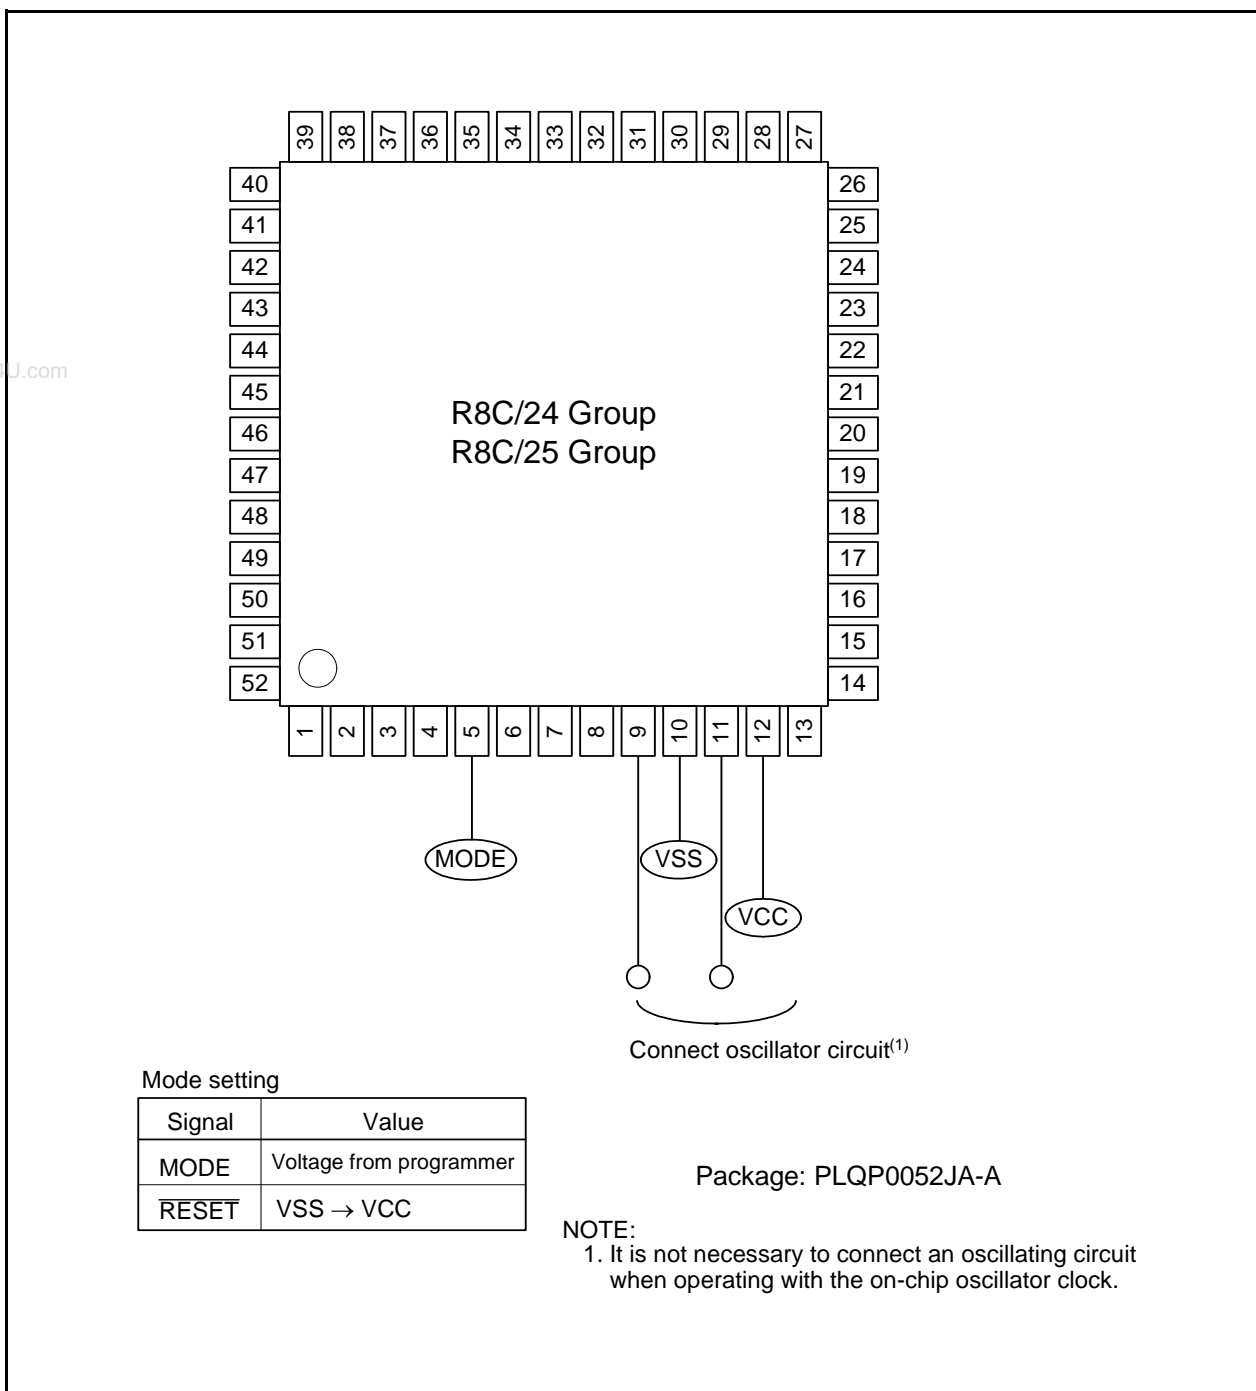 39 38 37 36 35 34 33 32 31 30 29 28 27
40 26
41 25
42 24
43 23
44 22
4U.com
45 21
46 20
47 19
48 18
49 17
50 16
51 15
52 14
R8C/24 Group
R8C/25 Group
1 2 3 4 5 6 7 8 9 10 11 12 13
MODE VSS
VCC
Connect oscillator circuit(1)
Mode setting
Signal Value
MODE Voltage from programmer
RESET VSS → VCC
Package: PLQP0052JA-A
NOTE:
1. It is not necessary to connect an oscillating circuit
when operating with the on-chip oscillator clock.